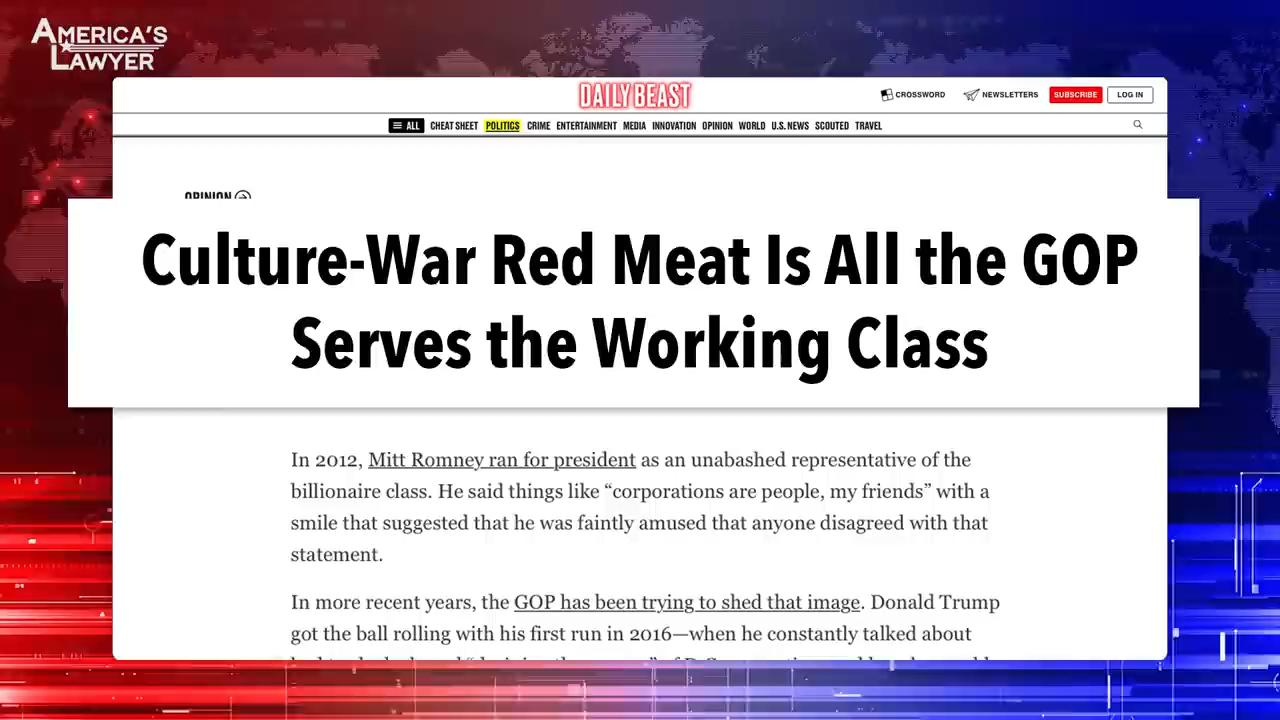 AMERICA'S
LAWYER
DAILY BEAST
CROSSWORD
NEWSLETTERS
SUBSCRIBE
LOG IN
ALL CHEAT SHEET POLITICS CRIME ENTERTAINMENT MEDIA INNOVATION OPINION WORLD U.S. NEWS SCOUTED TRAVEL
OPINION
Culture-War Red Meat Is All the GOP
Serves the Working Class
In 2012, Mitt Romney ran for president as an unabashed representative of the
billionaire class. He said things like “corporations are people, my friends” with a
smile that suggested that he was faintly amused that anyone disagreed with that
statement.
In more recent years, the GOP has been trying to shed that image. Donald Trump
got the ball rolling with his first run in 2016—when he constantly talked about